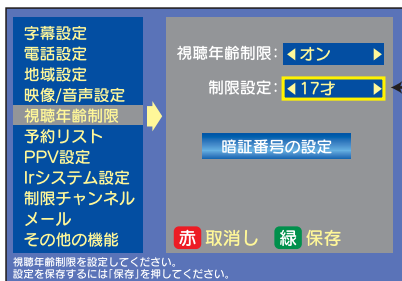 字幕設定
電話設定
地域設定
映像/音声設定
視聴年齢制限
予約リスト
PPV設定
Irシステム設定
制限チャンネル
メール
その他の機能
視聴年齢制限: オン
制限設定: 17才
暗証番号の設定
赤 取消し 緑 保存
視聴年齢制限を設定してください。
設定を保存するには「保存」を押してください。